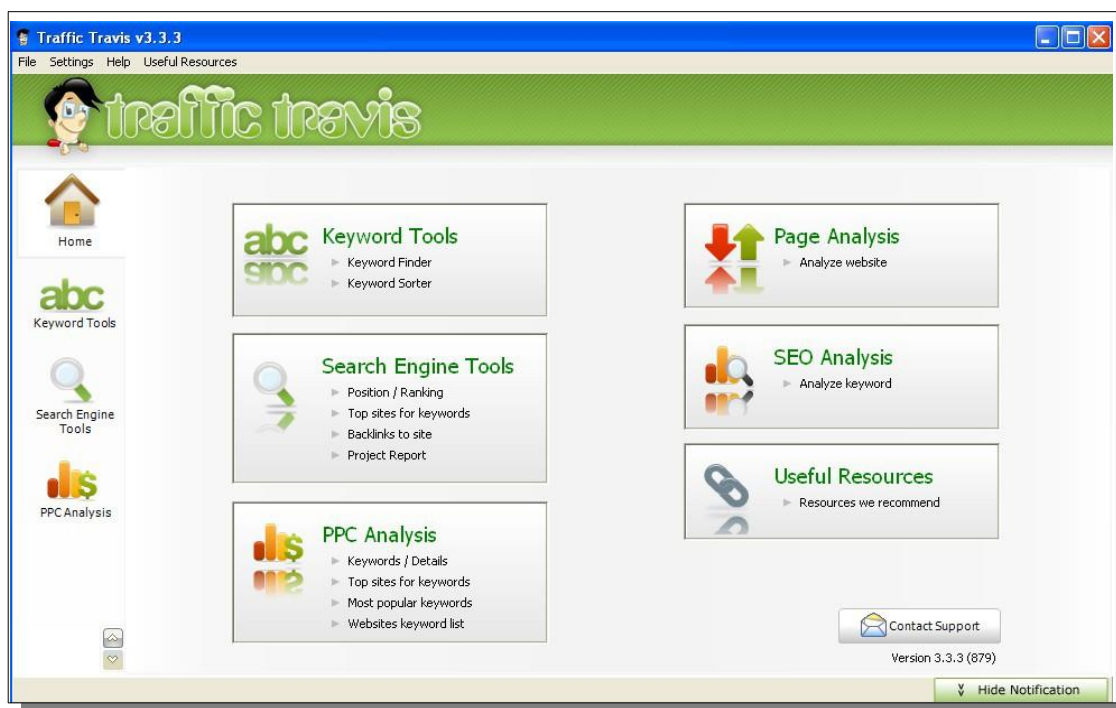 Traffic Travis v3.3.3
File Settings Help Useful Resources
traffic travis
Home
abc
Keyword Tools
Search Engine
Tools
PPC Analysis
abc
Keyword Tools
Keyword Finder
Keyword Sorter
Search Engine Tools
Position / Ranking
Top sites for keywords
Backlinks to site
Project Report
PPC Analysis
Keywords / Details
Top sites for keywords
Most popular keywords
Websites keyword list
Page Analysis
Analyze website
SEO Analysis
Analyze keyword
Useful Resources
Resources we recommend
Contact Support
Version 3.3.3 (879)
Hide Notification